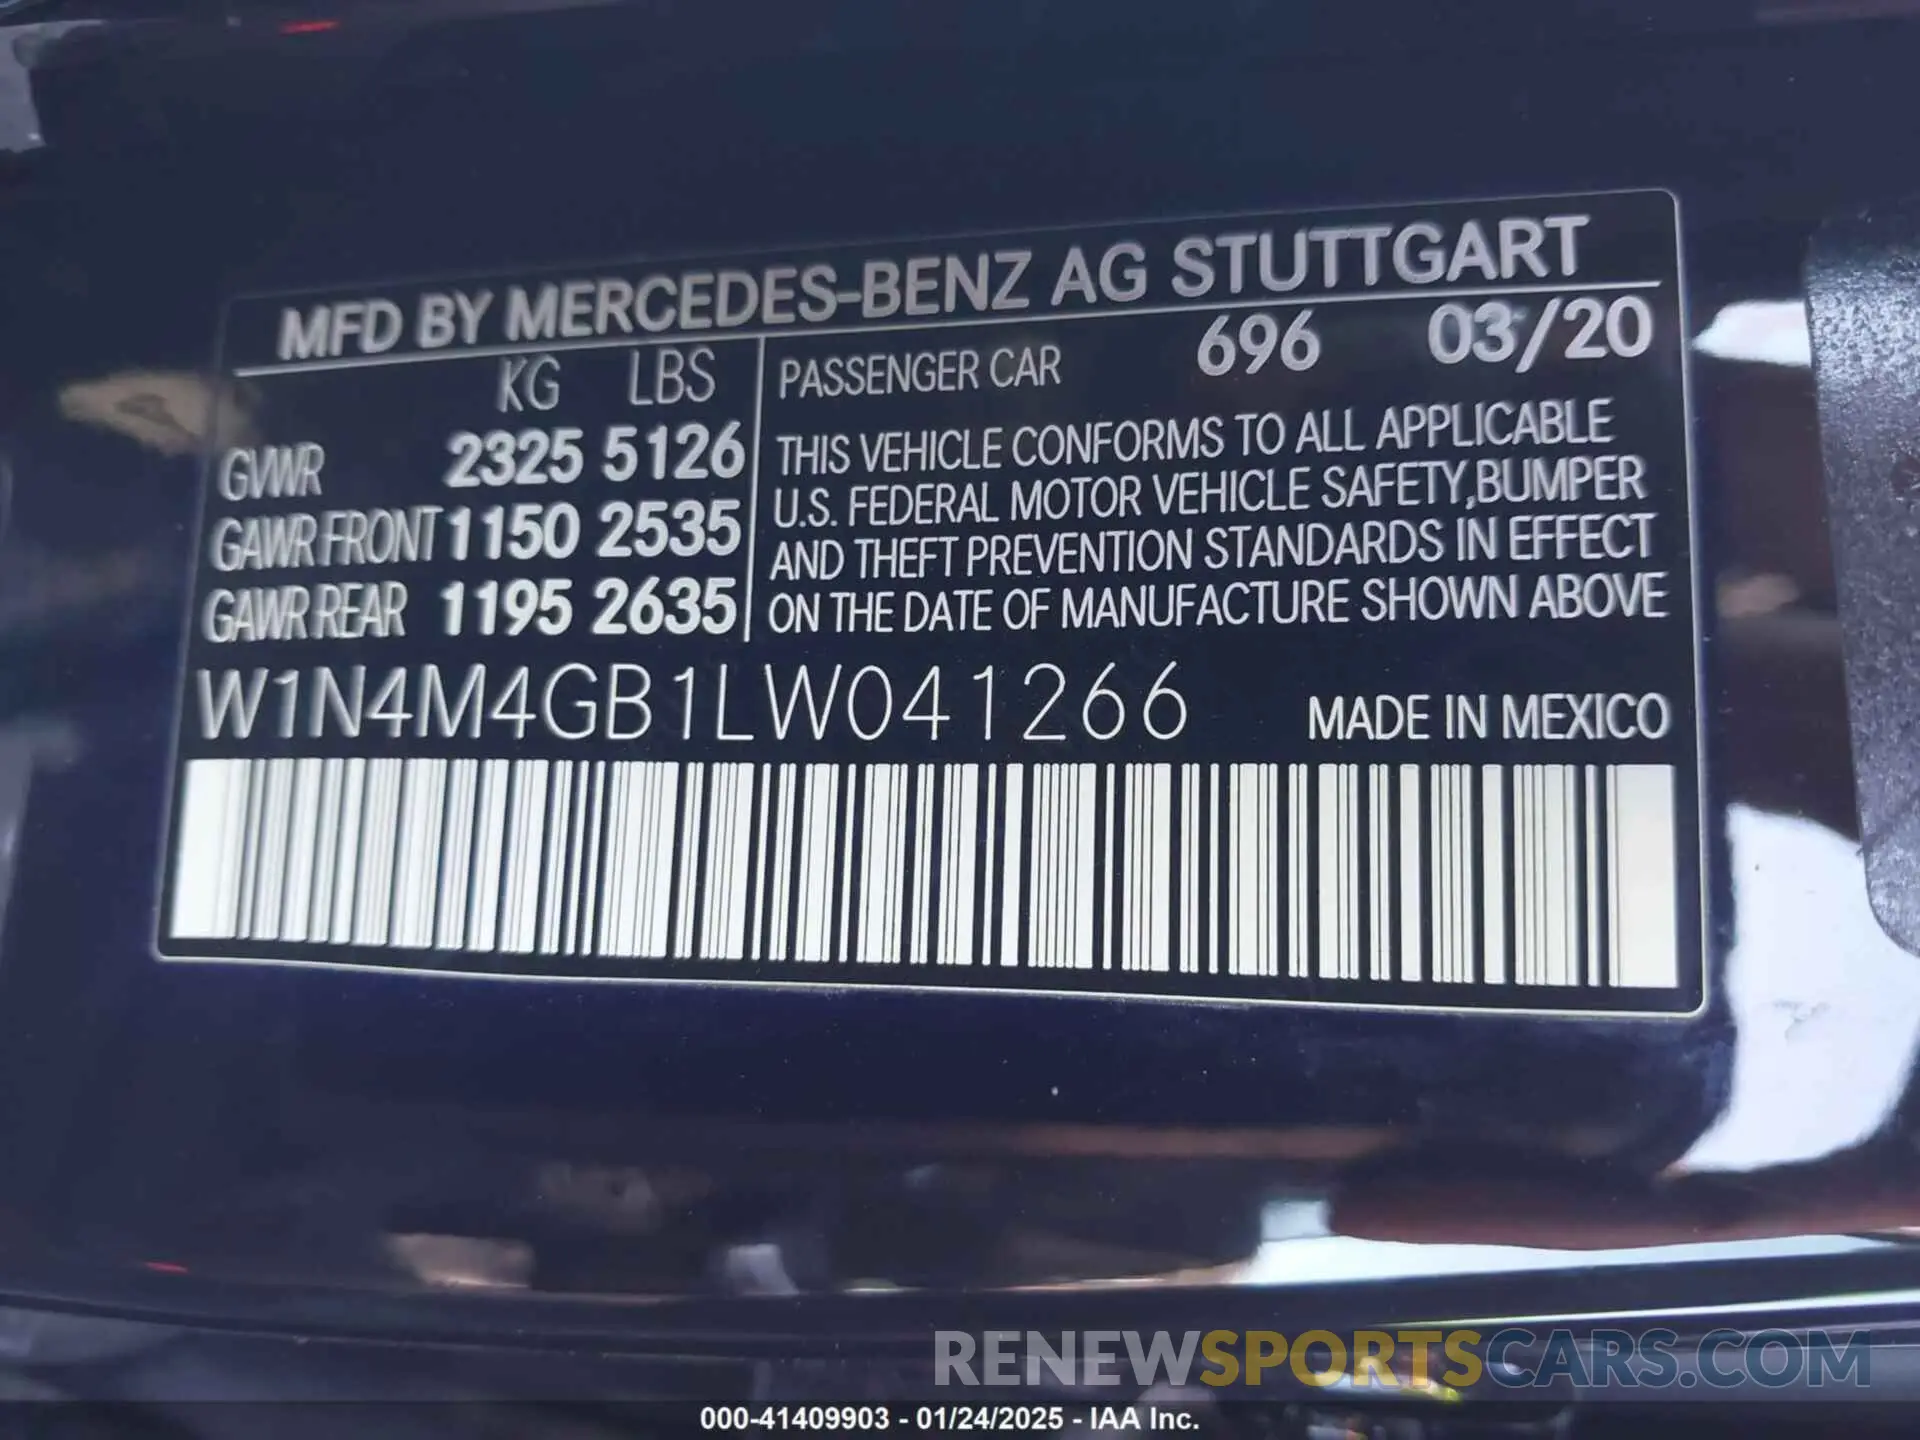 MFD BY MERCEDES-BENZ AG STUTTGART
KG LBS
GVWR 2325 5126
GAWR FRONT 1150 2535
GAWR REAR 1195 2635
PASSENGER CAR 696 03/20
THIS VEHICLE CONFORMS TO ALL APPLICABLE
U.S. FEDERAL MOTOR VEHICLE SAFETY,BUMPER
AND THEFT PREVENTION STANDARDS IN EFFECT
ON THE DATE OF MANUFACTURE SHOWN ABOVE
W1N4M4GB1LW041266 MADE IN MEXICO
RENEWSPORTSCARS.COM
000-41409903 - 01/24/2025 - IAA Inc.